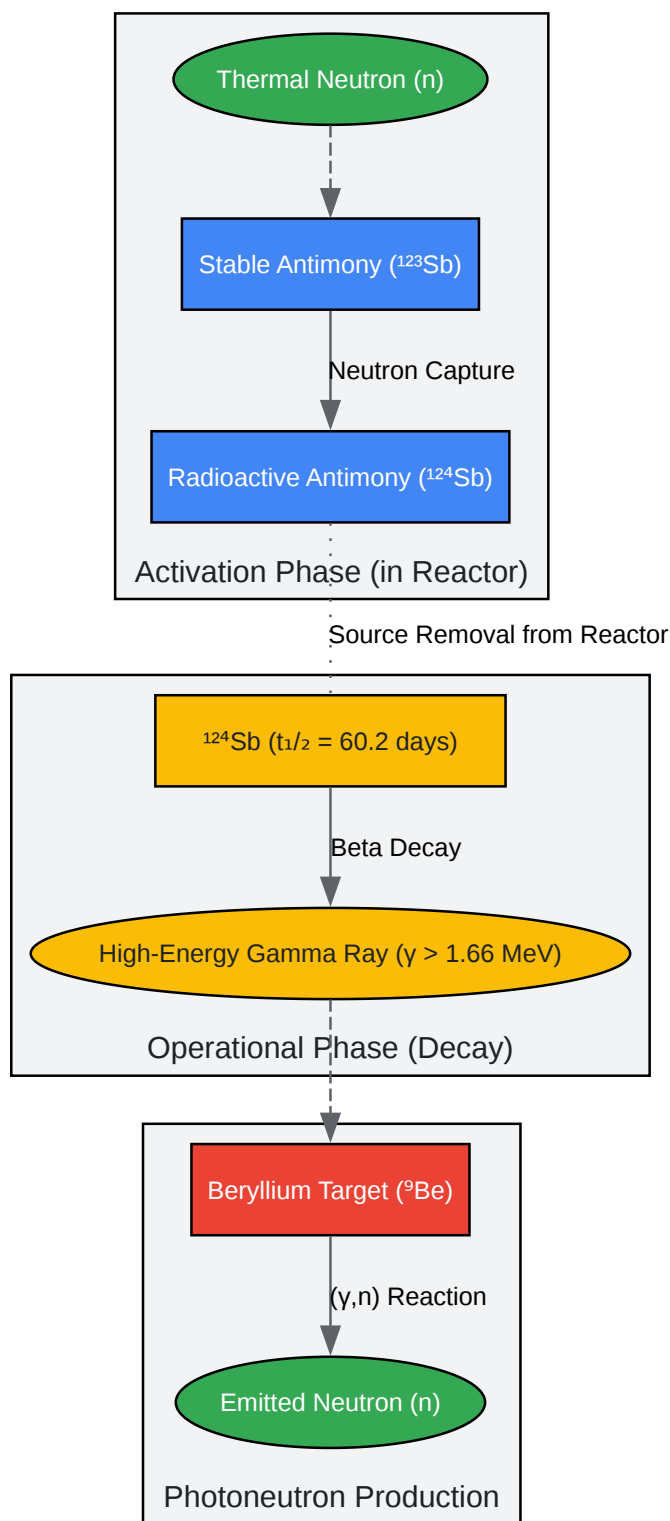 Thermal Neutron (n)
Stable Antimony (¹²³Sb)
Neutron Capture
Radioactive Antimony (¹²⁴Sb)
Activation Phase (in Reactor)
Source Removal from Reactor
¹²⁴Sb (t₁/₂ = 60.2 days)
Beta Decay
High-Energy Gamma Ray (γ > 1.66 MeV)
Operational Phase (Decay)
Beryllium Target (⁹Be)
(γ,n) Reaction
Emitted Neutron (n)
Photoneutron Production